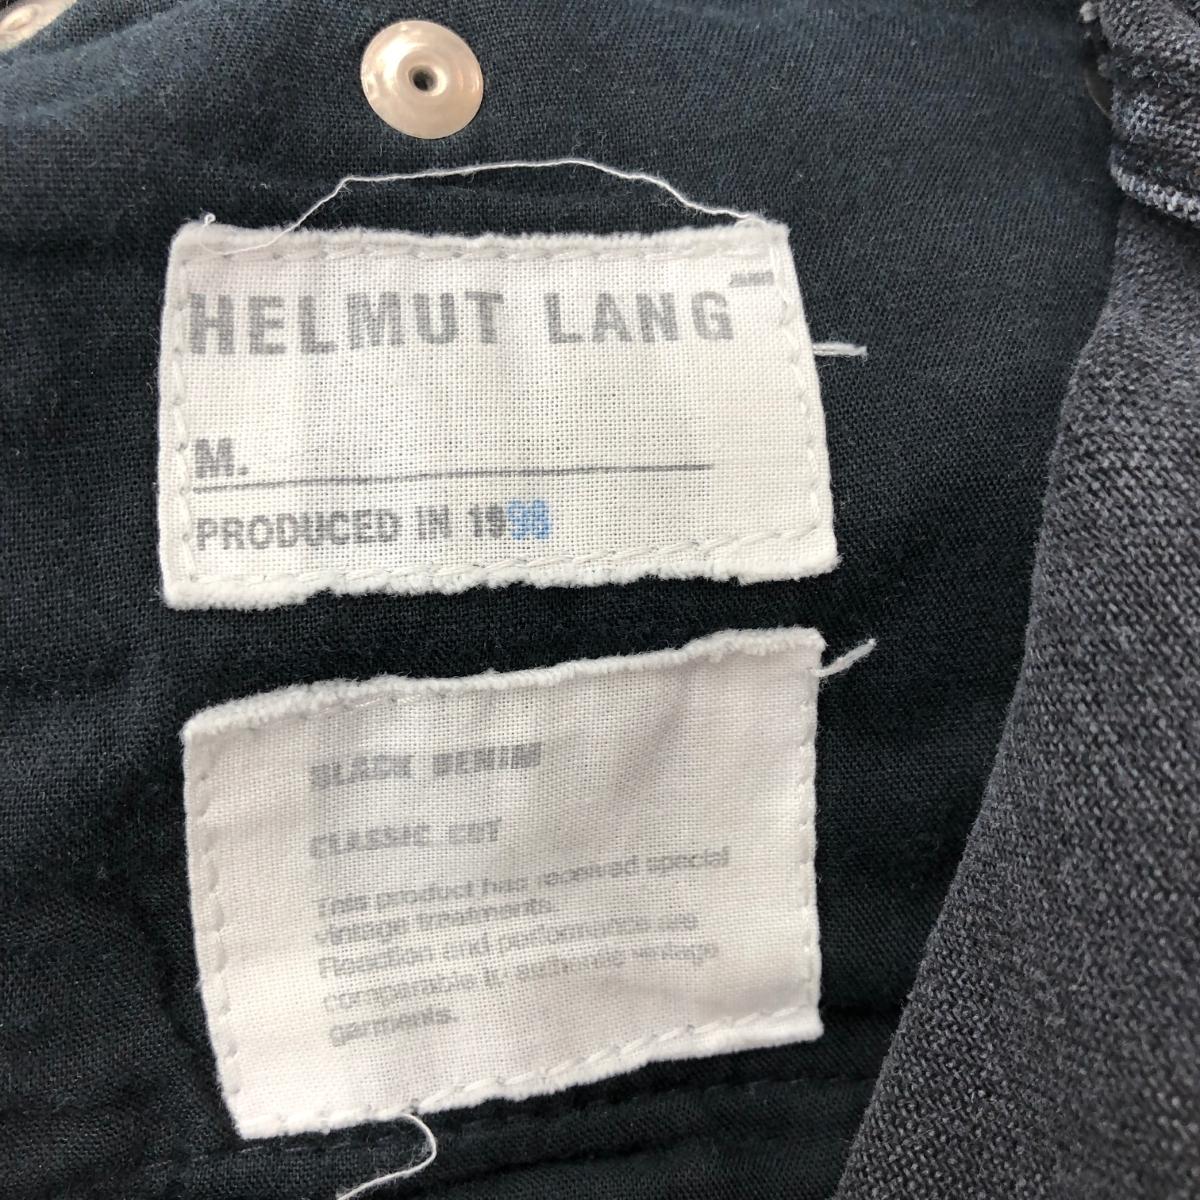 HELMUT LANG
M.
PRODUCED IN 1998
BLACK DENIM
CLASSIC CUT
This product has received special
vintage treatments.
Reaction and performance are
comparable to authentic vintage
garments.